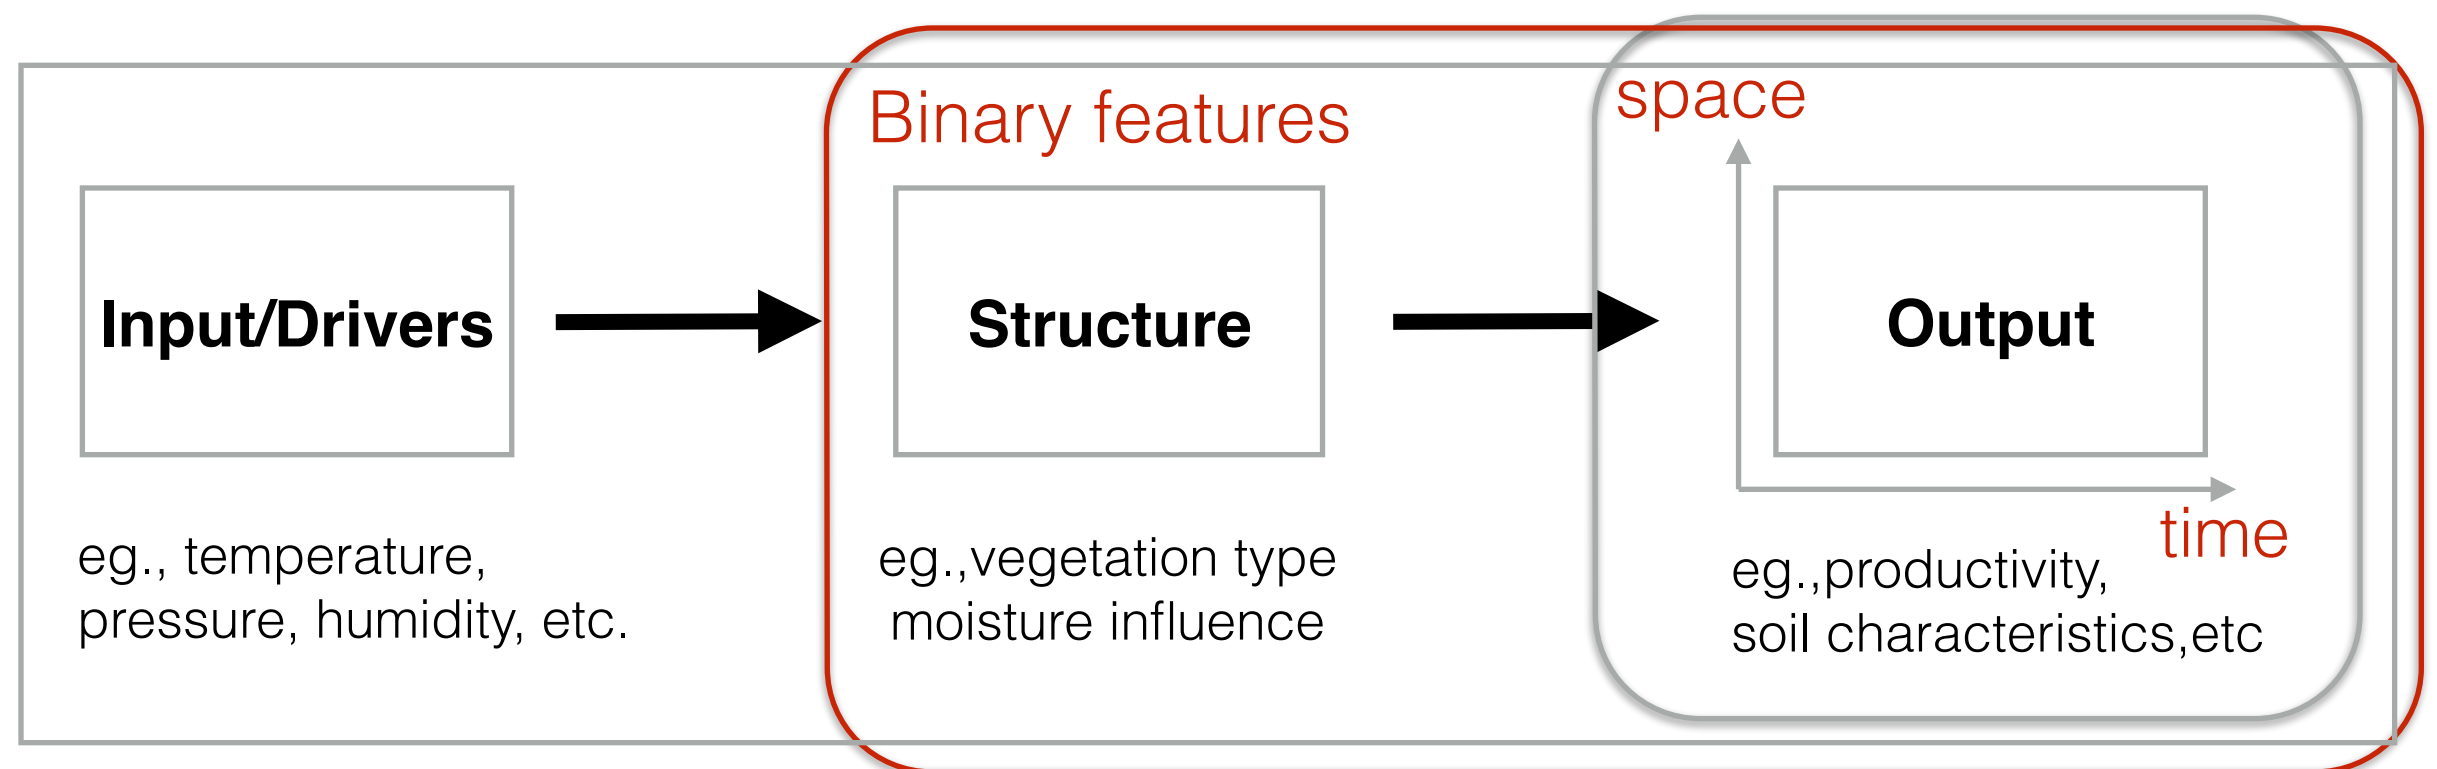 Binary features
space
Input/Drivers
Structure
Output
time
eg., temperature,
pressure, humidity, etc.
eg.,vegetation type
moisture influence
eg.,productivity,
soil characteristics,etc